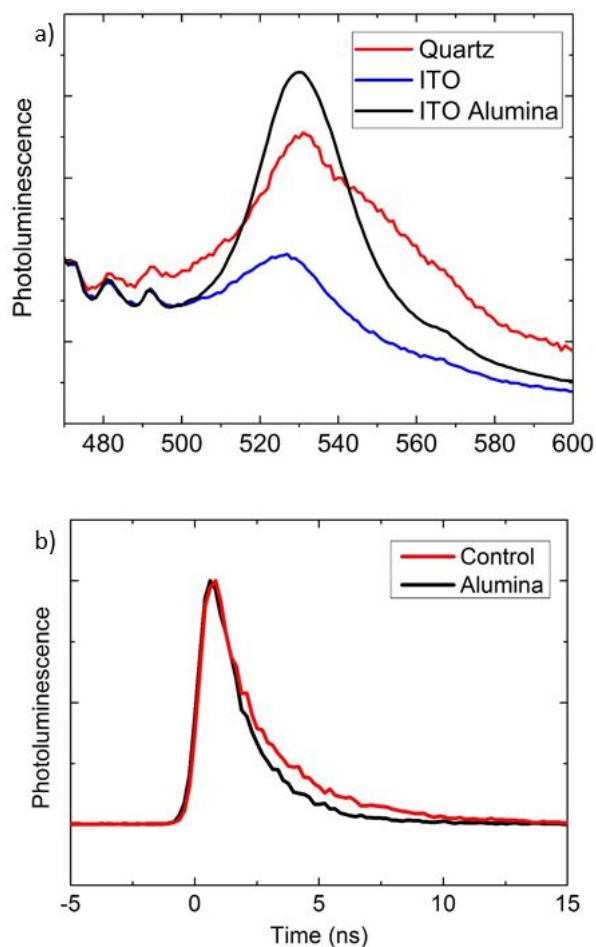 a)
Quartz
ITO
ITO Alumina
Photoluminescence
480 500 520 540 560 580 600
b)
Control
Alumina
Photoluminescence
-5 0 5 10 15
Time (ns)